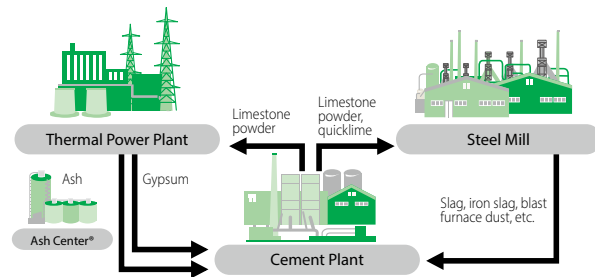 Limestone
powder
Limestone
powder,
quicklime
Thermal Power Plant
Steel Mill
Ash
Gypsum
Slag, iron slag, blast
furnace dust, etc.
Ash Center®
Cement Plant